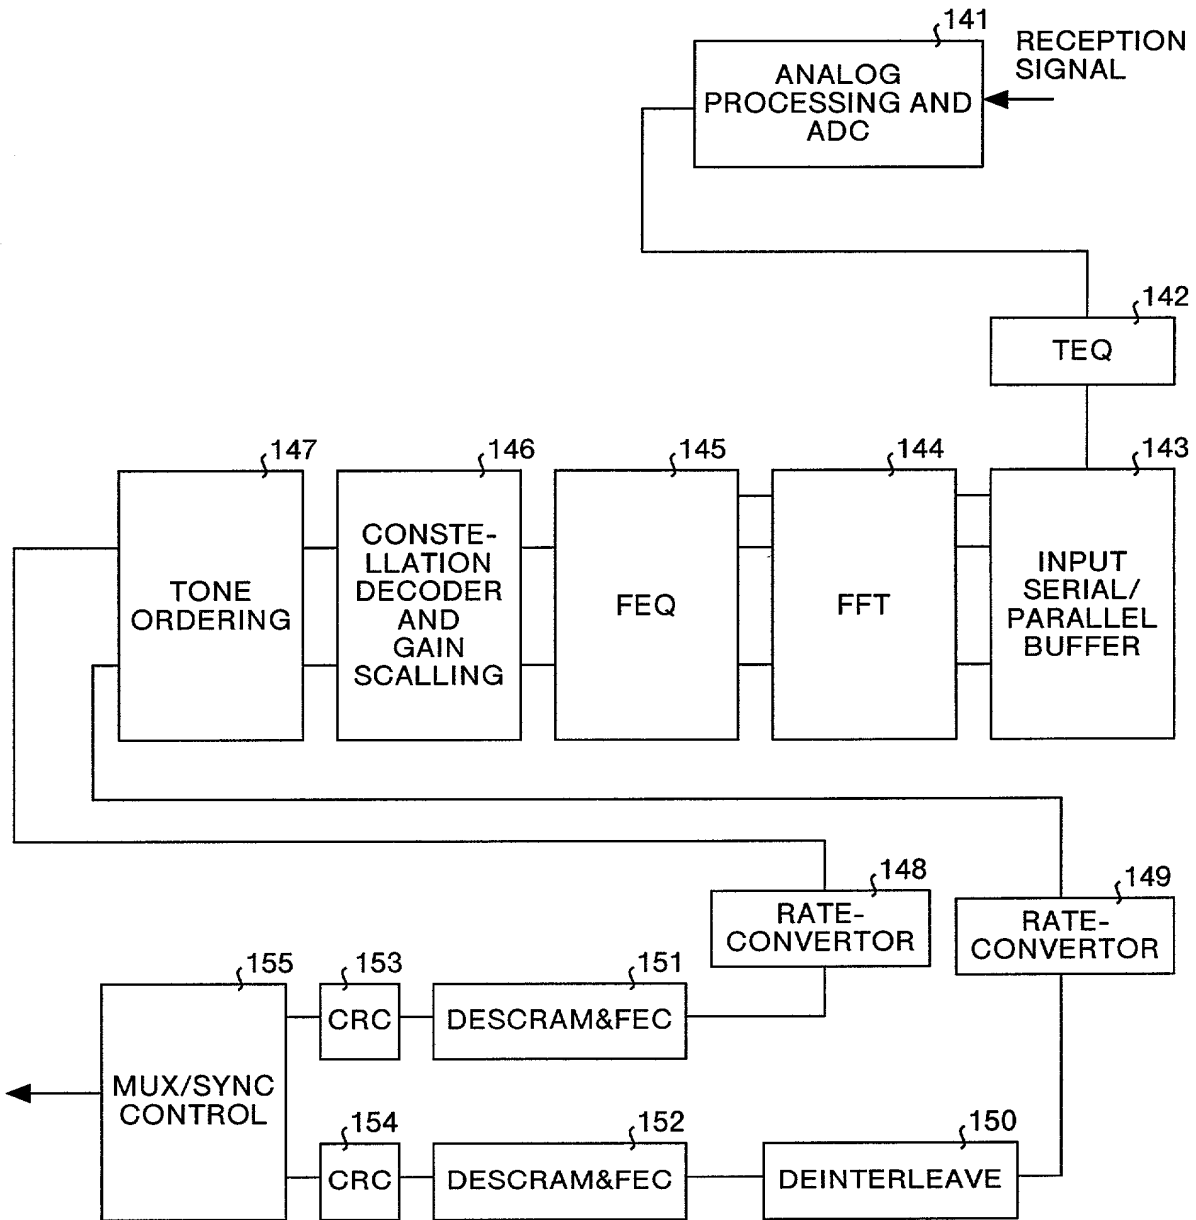 141
RECEPTION
SIGNAL
ANALOG
PROCESSING AND
ADC
142
TEQ
147
146
145
144
143
TONE
ORDERING
CONSTE-
LLATION
DECODER
AND
GAIN
SCALLING
FEQ
FFT
INPUT
SERIAL/
PARALLEL
BUFFER
148
RATE-
CONVERTOR
149
RATE-
CONVERTOR
155
153
151
MUX/SYNC
CONTROL
CRC
DESCRAM&FEC
154
152
150
CRC
DESCRAM&FEC
DEINTERLEAVE